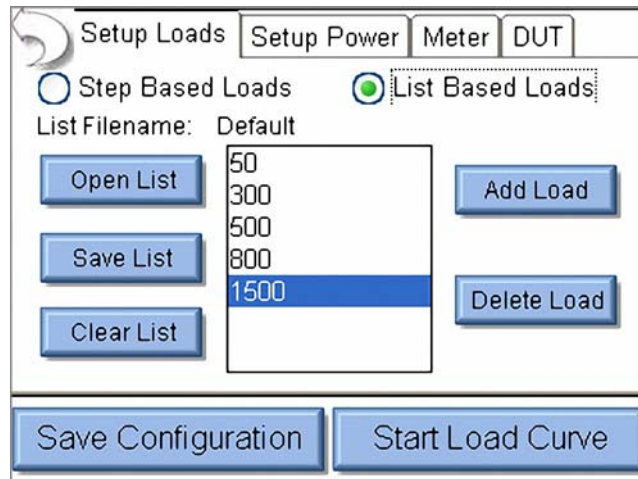 Setup Loads Setup Power Meter DUT
Step Based Loads List Based Loads
List Filename: Default
Open List
50
300
500
800
1500
Add Load
Save List
Delete Load
Clear List
Save Configuration Start Load Curve